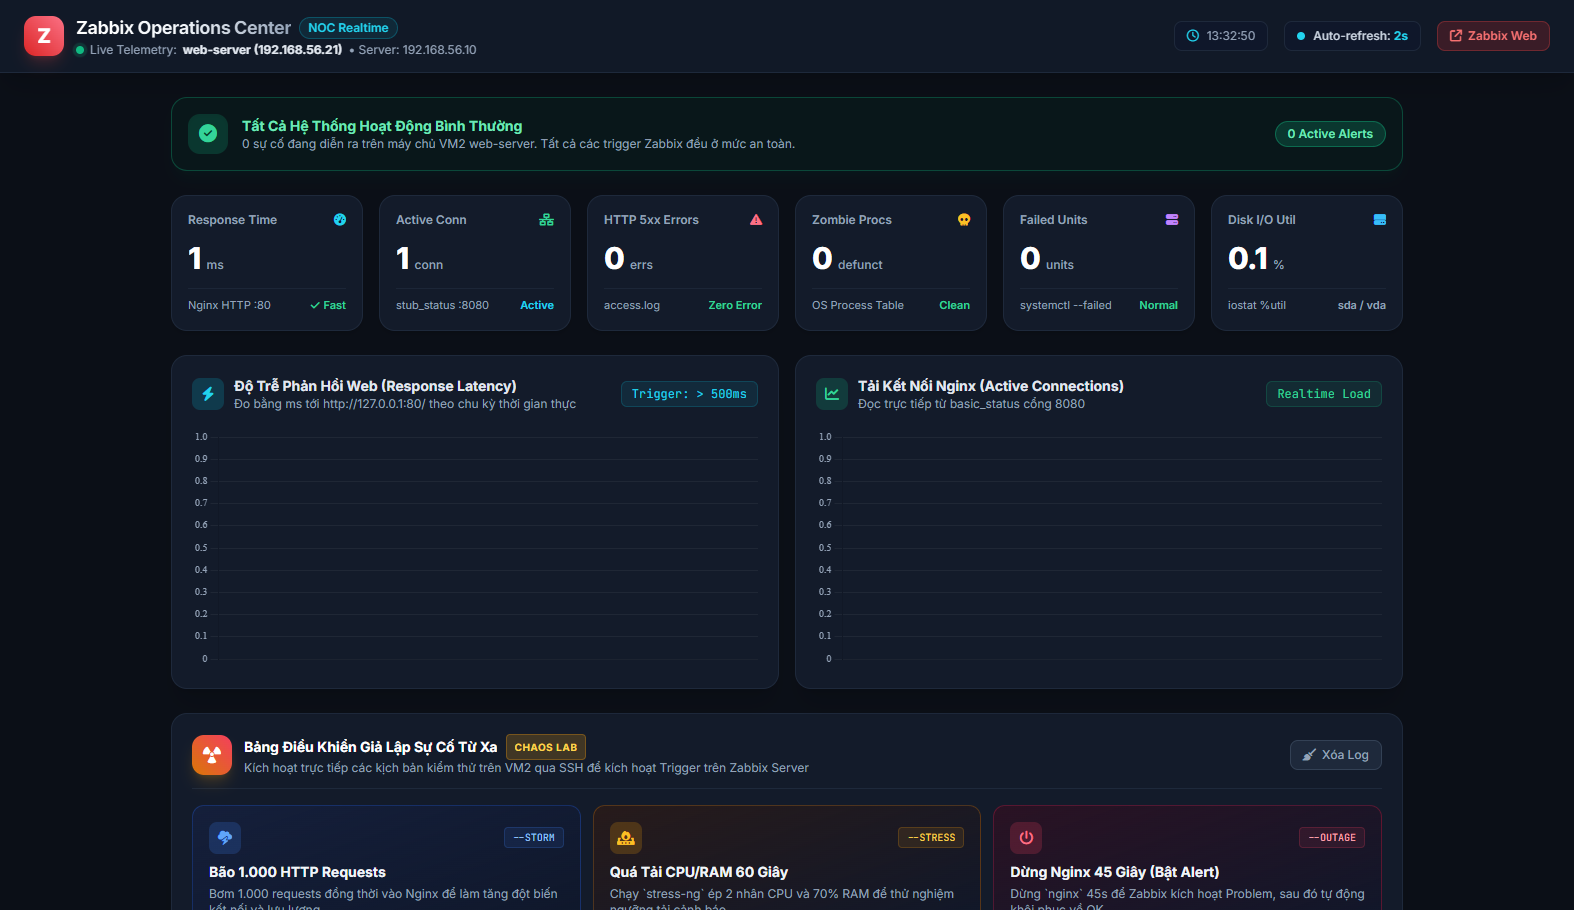 Z
Zabbix Operations Center NOC Realtime
Live Telemetry: web-server (192.168.56.21) • Server: 192.168.56.10
13:32:50
Auto-refresh: 2s
Zabbix Web
Tất Cả Hệ Thống Hoạt Động Bình Thường
0 sự cố đang diễn ra trên máy chủ VM2 web-server. Tất cả các trigger Zabbix đều ở mức an toàn.
0 Active Alerts
Response Time
1 ms
Nginx HTTP :80 Fast
Active Conn
1 conn
stub_status :8080 Active
HTTP 5xx Errors
0 errs
access.log Zero Error
Zombie Procs
0 defunct
OS Process Table Clean
Failed Units
0 units
systemctl --failed Normal
Disk I/O Util
0.1 %
iostat %util sda / vda
Độ Trễ Phản Hồi Web (Response Latency)
Đo bằng ms tới http://127.0.0.1:80/ theo chu kỳ thời gian thực
Trigger: > 500ms
1.0
0.9
0.8
0.7
0.6
0.5
0.4
0.3
0.2
0.1
0
Tải Kết Nối Nginx (Active Connections)
Đọc trực tiếp từ basic_status cổng 8080
Realtime Load
1.0
0.9
0.8
0.7
0.6
0.5
0.4
0.3
0.2
0.1
0
Bảng Điều Khiển Giả Lập Sự Cố Từ Xa CHAOS LAB
Kích hoạt trực tiếp các kịch bản kiểm thử trên VM2 qua SSH để kích hoạt Trigger trên Zabbix Server
Xóa Log
--STORM
Bão 1.000 HTTP Requests
Bơm 1.000 requests đồng thời vào Nginx để làm tăng đột biến
kết nối và lưu lượng.
--STRESS
Quá Tải CPU/RAM 60 Giây
Chạy `stress-ng` ép 2 nhân CPU và 70% RAM để thử nghiệm
ngưỡng tải cảnh báo.
--OUTAGE
Dừng Nginx 45 Giây (Bật Alert)
Dừng `nginx` 45s để Zabbix kích hoạt Problem, sau đó tự động
khôi phục về OK.